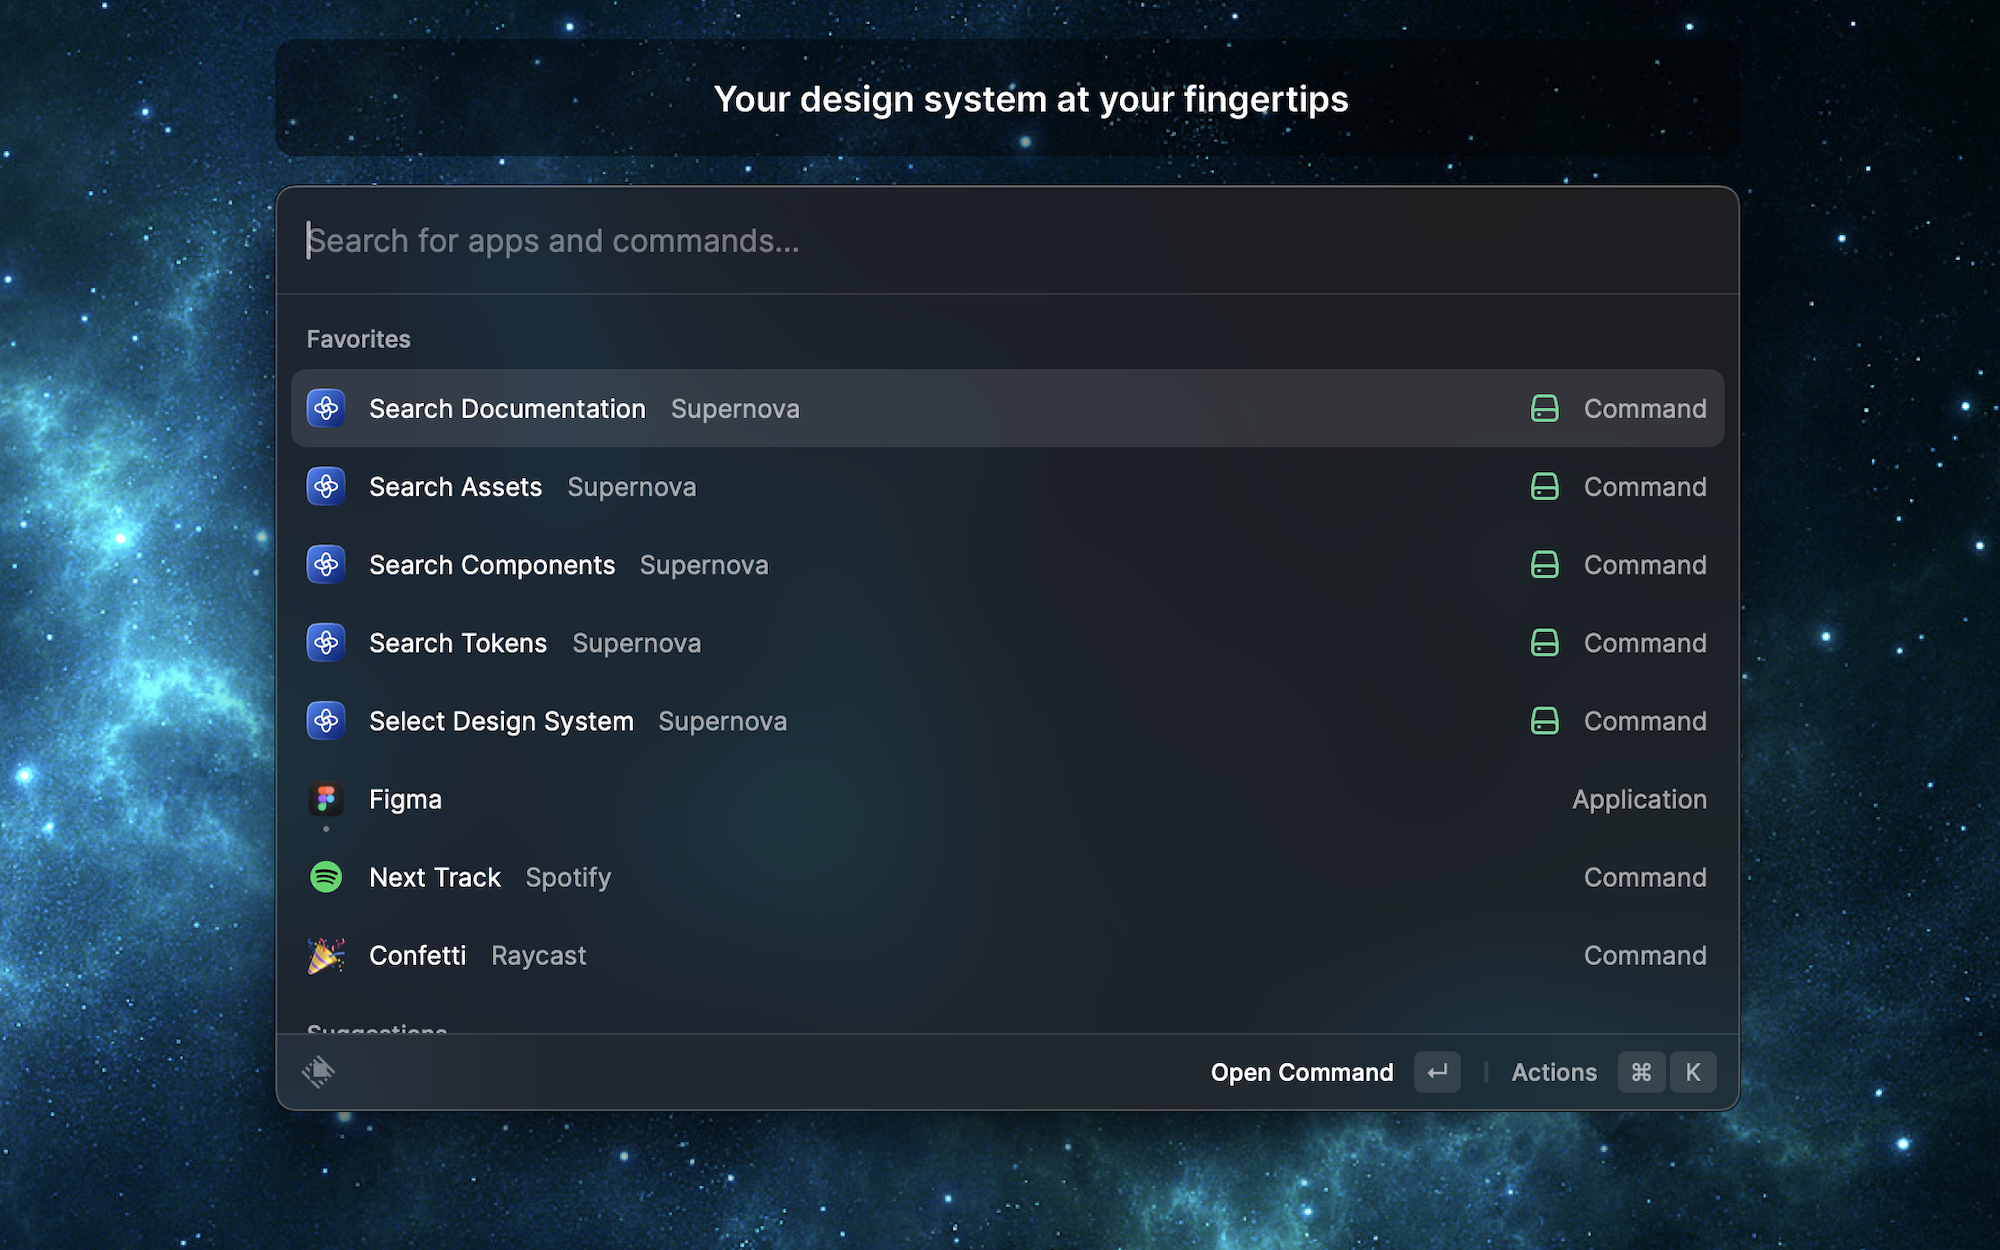 Your design system at your fingertips
Search for apps and commands...
Favorites
Search Documentation Supernova Command
Search Assets Supernova Command
Search Components Supernova Command
Search Tokens Supernova Command
Select Design System Supernova Command
Figma Application
Next Track Spotify Command
Confetti Raycast Command
Suggestions
Open Command ↵ Actions ⌘ K